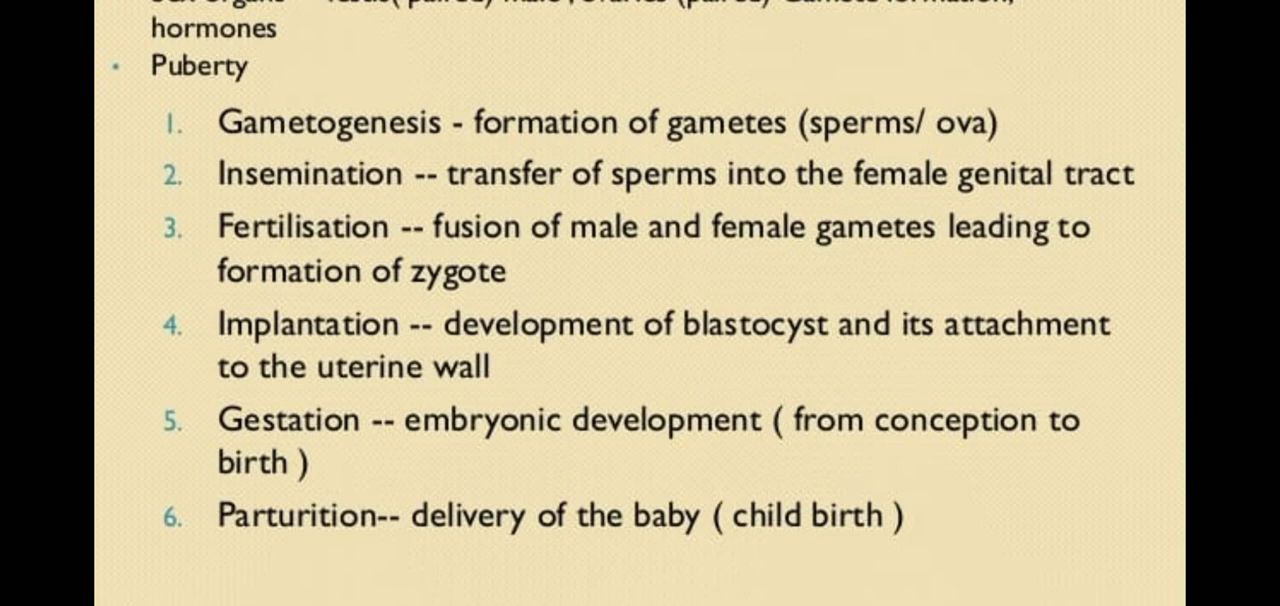 hormones
• Puberty
1. Gametogenesis - formation of gametes (sperms/ ova)
2. Insemination -- transfer of sperms into the female genital tract
3. Fertilisation -- fusion of male and female gametes leading to
formation of zygote
4. Implantation -- development of blastocyst and its attachment
to the uterine wall
5. Gestation -- embryonic development ( from conception to
birth )
6. Parturition-- delivery of the baby ( child birth )